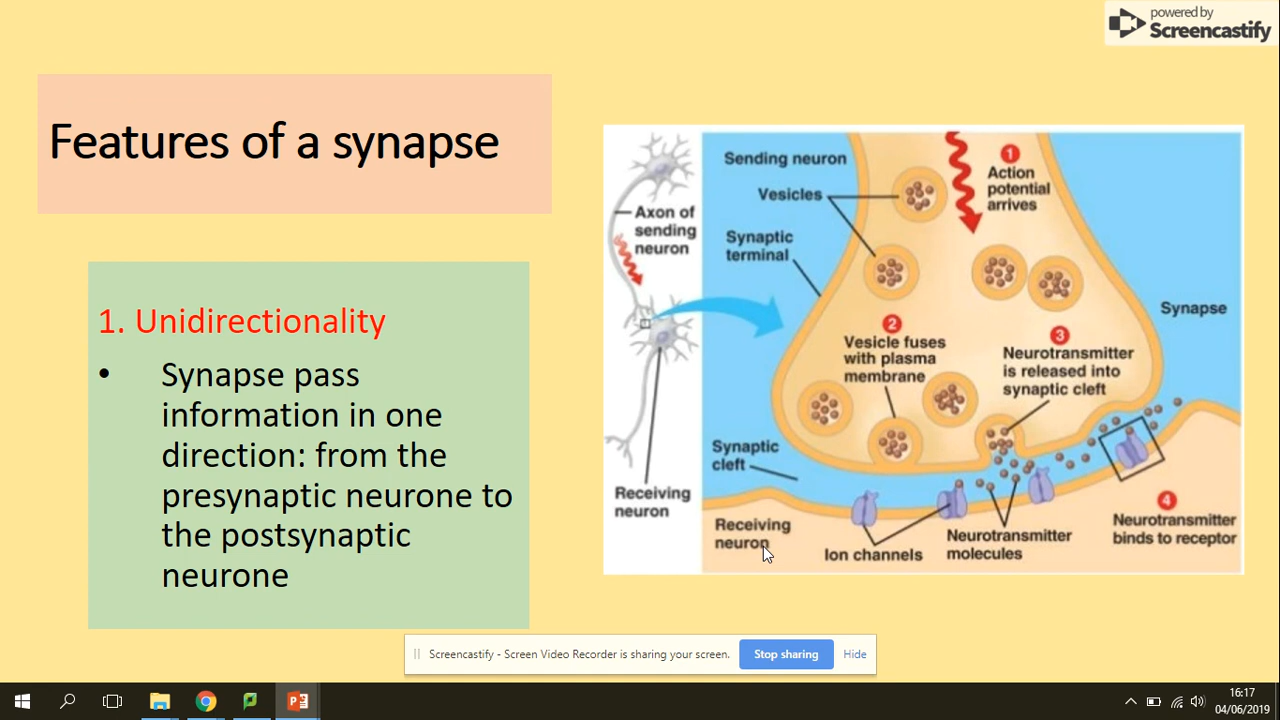 powered by
Screencastify
Features of a synapse
1. Unidirectionality
• Synapse pass
information in one
direction: from the
presynaptic neurone to
the postsynaptic
neurone
Axon of
sending
neuron
Receiving
neuron
Sending neuron
Vesicles
Synaptic
terminal
1
Action
potential
arrives
Synapse
2
Vesicle fuses
with plasma
membrane
3
Neurotransmitter
is released into
synaptic cleft
Synaptic
cleft
Receiving
neuron
Ion channels
Neurotransmitter
molecules
4
Neurotransmitter
binds to receptor
Screencastify - Screen Video Recorder is sharing your screen.
Stop sharing
Hide
16:17
04/06/2019